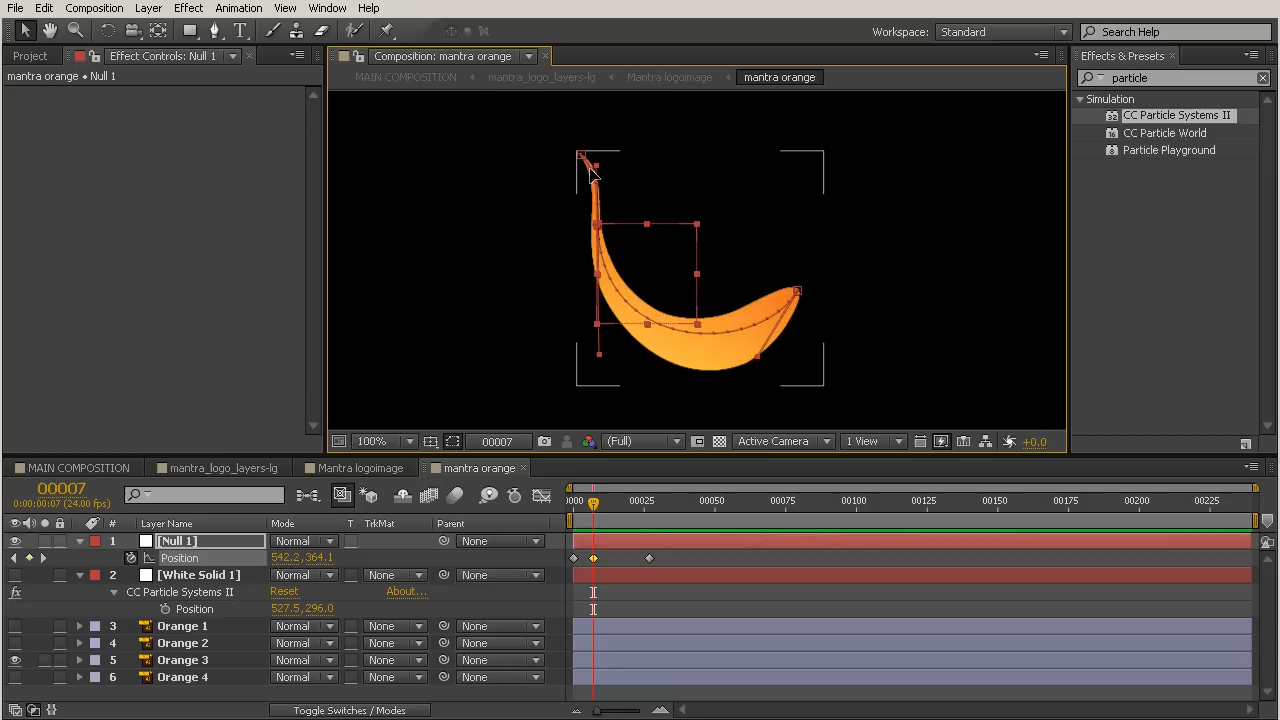 File Edit Composition Layer Effect Animation View Window Help
Workspace: Standard Search Help
Project Effect Controls: Null 1 Composition: mantra orange Effects & Presets
mantra orange • Null 1 MAIN COMPOSITION mantra_logo_layers-lg Mantra logoimage mantra orange particle
Simulation
32 CC Particle Systems II
16 CC Particle World
8 Particle Playground
100% 00007 (Full) Active Camera 1 View +0.0
MAIN COMPOSITION mantra_logo_layers-lg Mantra logoimage mantra orange
00007
0:00:00:07 (24.00 fps)
0000 00025 00050 00075 00100 00125 00150 00175 00200 00225
# Layer Name Mode T TrkMat Parent
1 [Null 1] Normal None
Position 542.2,364.1
2 [White Solid 1] Normal None None
fx CC Particle Systems II Reset About...
Position 527.5,296.0
3 Orange 1 Normal None None
4 Orange 2 Normal None None
5 Orange 3 Normal None None
6 Orange 4 Normal None None
Toggle Switches / Modes